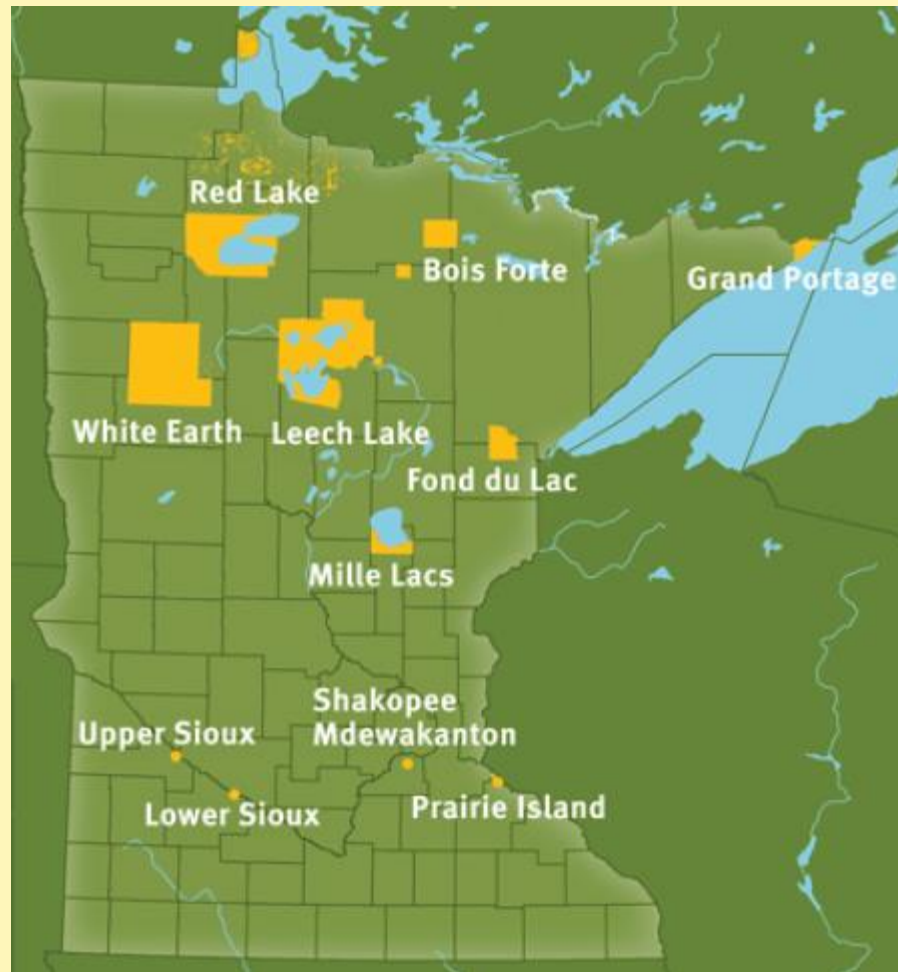 Red Lake
Bois Forte
Grand Portage
White Earth
Leech Lake
Fond du Lac
Mille Lacs
Shakopee
Mdewakanton
Upper Sioux
Lower Sioux
Prairie Island